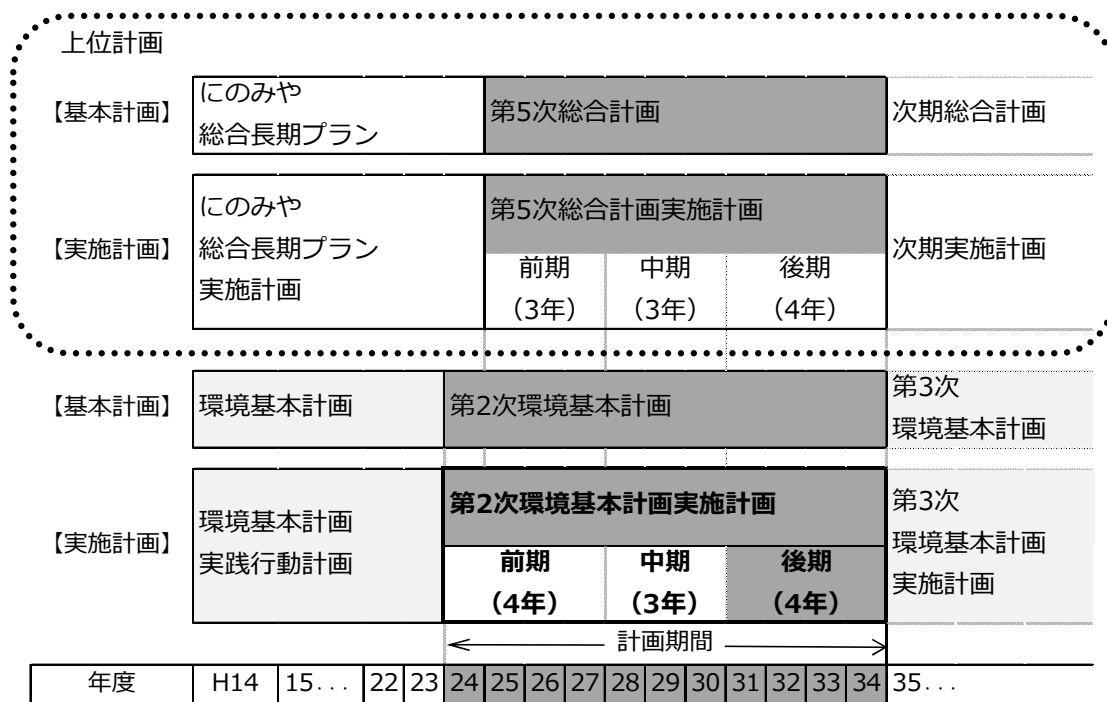 上位計画
【基本計画】
にのみや
総合長期プラン
第5次総合計画
次期総合計画
【実施計画】
にのみや
総合長期プラン
実施計画
第5次総合計画実施計画
前期
(3年)
中期
(3年)
後期
(4年)
次期実施計画
【基本計画】
環境基本計画
第2次環境基本計画
第3次
環境基本計画
【実施計画】
環境基本計画
実践行動計画
第2次環境基本計画実施計画
前期
(4年)
中期
(3年)
後期
(4年)
第3次
環境基本計画
実施計画
計画期間
年度 H14 15... 22 23 24 25 26 27 28 29 30 31 32 33 34 35...